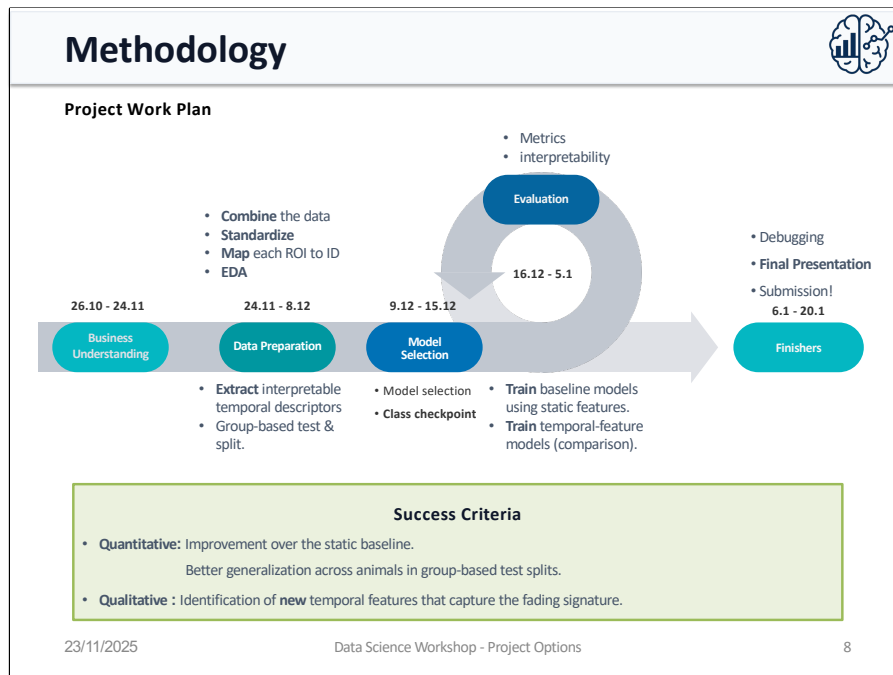 Methodology
Project Work Plan
• Metrics
• interpretability
Evaluation
• Combine the data
• Standardize
• Map each ROI to ID
• EDA
16.12 - 5.1
• Debugging
• Final Presentation
• Submission!
26.10 - 24.11
24.11 - 8.12
9.12 - 15.12
6.1 - 20.1
Business
Understanding
Data Preparation
Model
Selection
Finishers
• Extract interpretable
temporal descriptors
• Group-based test &
split.
• Model selection
• Class checkpoint
• Train baseline models
using static features.
• Train temporal-feature
models (comparison).
Success Criteria
• Quantitative: Improvement over the static baseline.
Better generalization across animals in group-based test splits.
• Qualitative : Identification of new temporal features that capture the fading signature.
23/11/2025
Data Science Workshop - Project Options
8